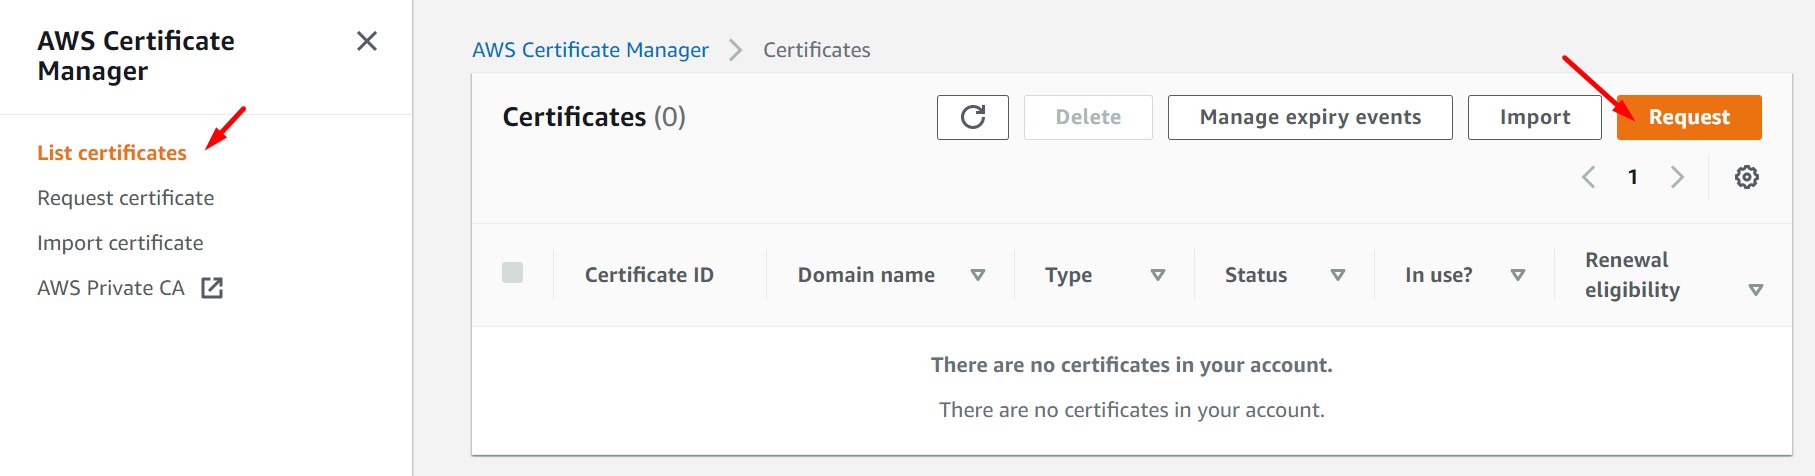 AWS Certificate
Manager
List certificates
Request certificate
Import certificate
AWS Private CA
AWS Certificate Manager > Certificates
Certificates (0)
Delete
Manage expiry events
Import
Request
1
Certificate ID
Domain name
Type
Status
In use?
Renewal
eligibility
There are no certificates in your account.
There are no certificates in your account.